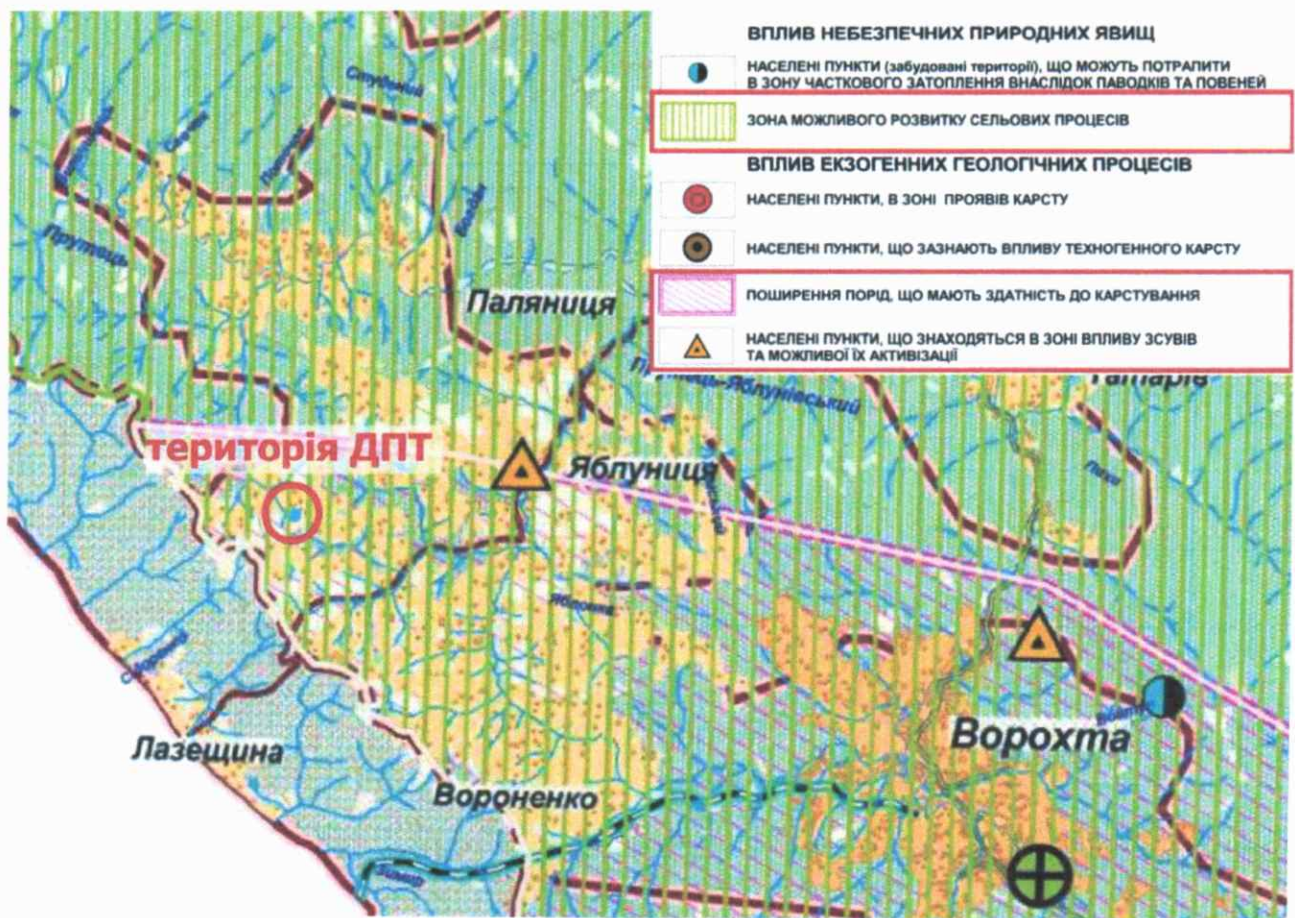 ВПЛИВ НЕБЕЗПЕЧНИХ ПРИРОДНИХ ЯВИЩ
НАСЕЛЕНІ ПУНКТИ (забудовані території), ЩО МОЖУТЬ ПОТРАПИТИ
В ЗОНУ ЧАСТКОВОГО ЗАТОПЛЕННЯ ВНАСЛІДОК ПАВОДКІВ ТА ПОВЕНЕЙ
ЗОНА МОЖЛИВОГО РОЗВИТКУ СЕЛЬОВИХ ПРОЦЕСІВ
ВПЛИВ ЕКЗОГЕННИХ ГЕОЛОГІЧНИХ ПРОЦЕСІВ
НАСЕЛЕНІ ПУНКТИ, В ЗОНІ ПРОЯВІВ КАРСТУ
НАСЕЛЕНІ ПУНКТИ, ЩО ЗАЗНАЮТЬ ВПЛИВУ ТЕХНОГЕННОГО КАРСТУ
ПОШИРЕННЯ ПОРІД, ЩО МАЮТЬ ЗДАТНІСТЬ ДО КАРСТУВАННЯ
НАСЕЛЕНІ ПУНКТИ, ЩО ЗНАХОДЯТЬСЯ В ЗОНІ ВПЛИВУ ЗСУВІВ
ТА МОЖЛИВОЇ ЇХ АКТИВІЗАЦІЇ
Прутець
Паляниця
Прутець-Яблунівський
Татарів
територія ДПТ
Яблуниця
Ворохта
Лазещина
Вороненко